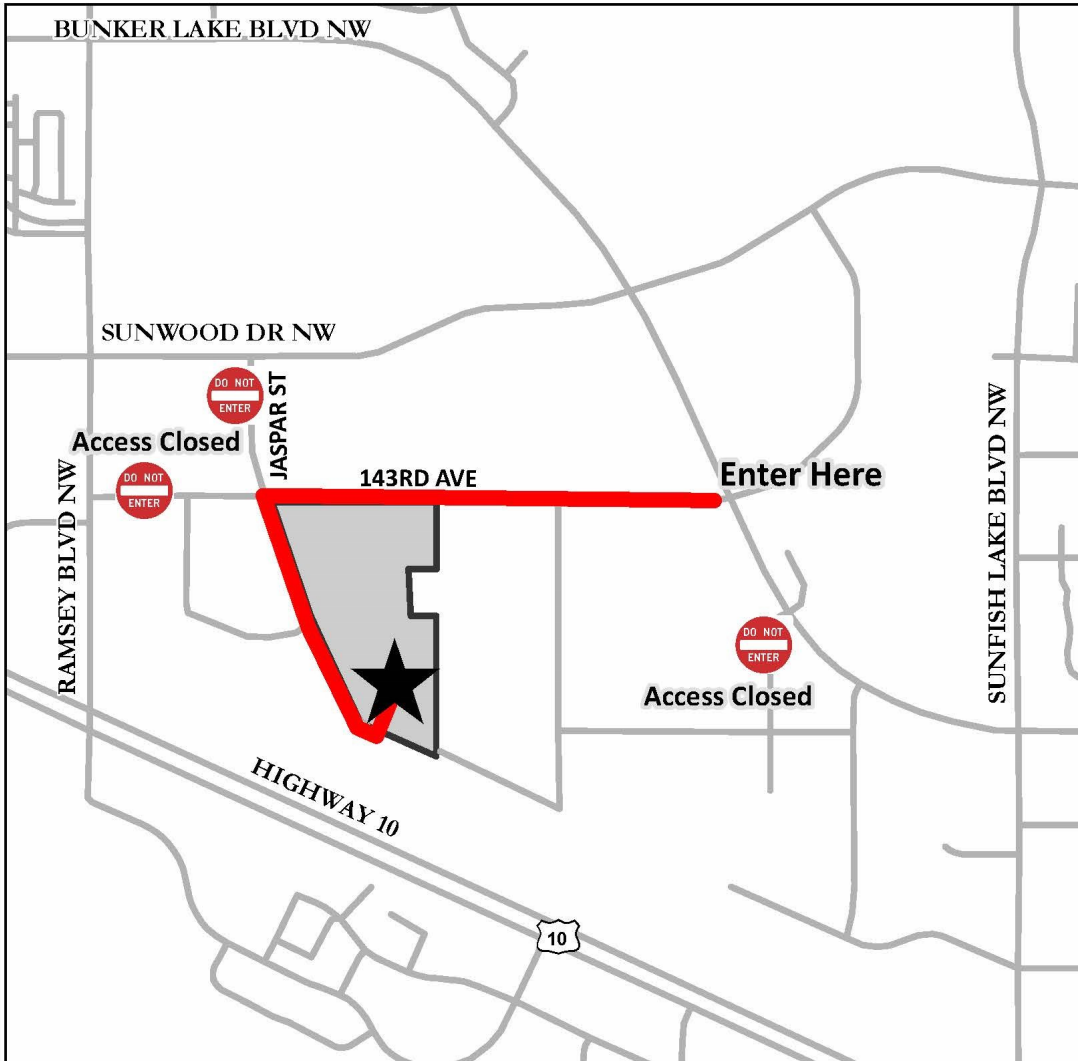 BUNKER LAKE BLVD NW
SUNWOOD DR NW
DO NOT
ENTER
JASPAR ST
Access Closed
DO NOT
ENTER
143RD AVE
Enter Here
RAMSEY BLVD NW
SUNFISH LAKE BLVD NW
DO NOT
ENTER
Access Closed
HIGHWAY 10
10